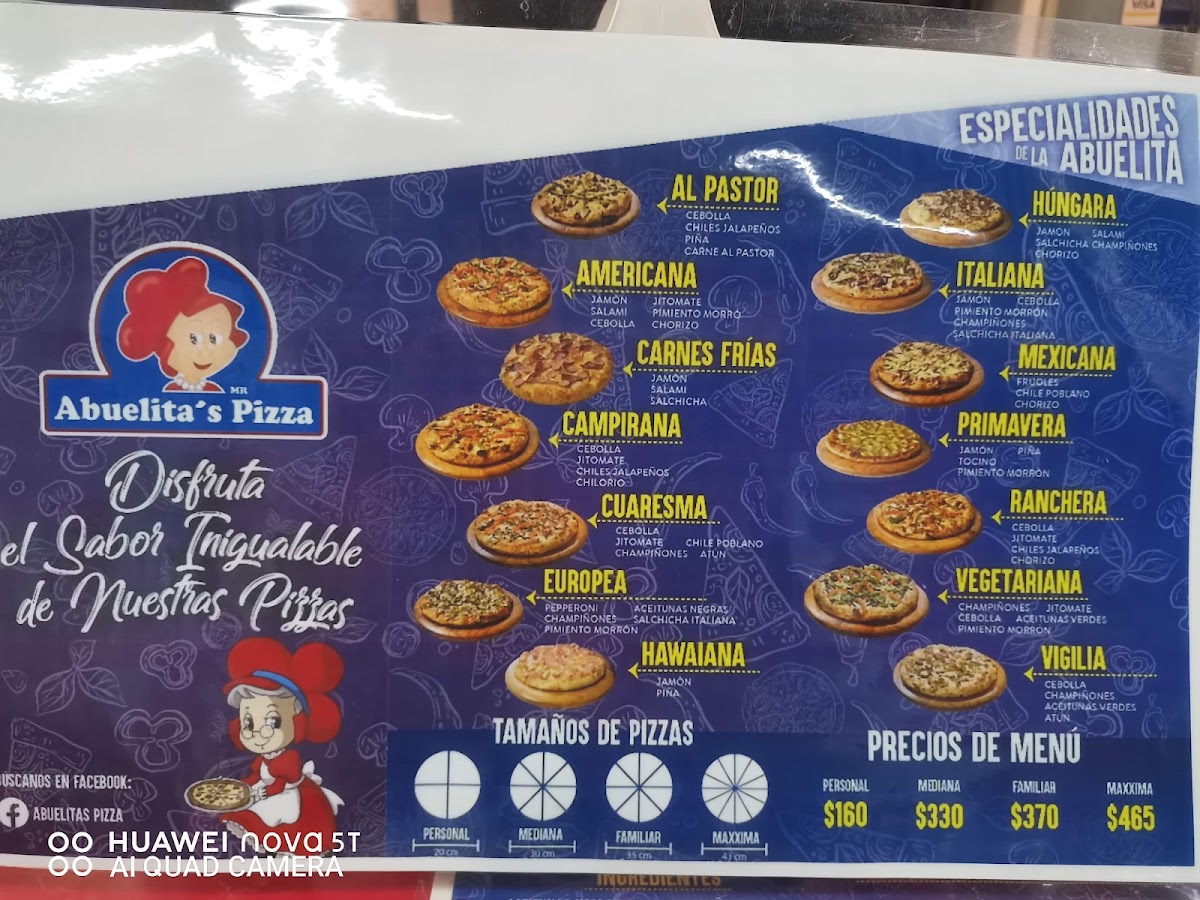 ESPECIALIDADES
DE LA ABUELITA
MR
Abuelita´s Pizza
Disfruta
el Sabor Inigualable
de Nuestras Pizzas
BUSCANOS EN FACEBOOK:
ABUELITAS PIZZA
AL PASTOR
CEBOLLA
CHILES JALAPEÑOS
PIÑA
CARNE AL PASTOR
AMERICANA
JAMÓN JITOMATE
SALAMI PIMIENTO MORRÓ
CEBOLLA CHORIZO
CARNES FRÍAS
JAMÓN
SALAMI
SALCHICHA
CAMPIRANA
CEBOLLA
JITOMATE
CHILES JALAPEÑOS
CHILORIO
CUARESMA
CEBOLLA
JITOMATE CHILE POBLANO
CHAMPIÑONES ATÚN
EUROPEA
PEPPERONI ACEITUNAS NEGRAS
CHAMPIÑONES SALCHICHA ITALIANA
PIMIENTO MORRÓN
HAWAIANA
JAMÓN
PIÑA
HÚNGARA
JAMON SALAMI
SALCHICHA CHAMPIÑONES
CHORIZO
ITALIANA
JAMÓN CEBOLLA
PIMIENTO MORRÓN
CHAMPIÑONES
SALCHICHA ITALIANA
MEXICANA
FRIJOLES
CHILE POBLANO
CHORIZO
PRIMAVERA
JAMÓN PIÑA
TOCINO
PIMIENTO MORRÓN
RANCHERA
CEBOLLA
JITOMATE
CHILES JALAPEÑOS
CHORIZO
VEGETARIANA
CHAMPIÑONES JITOMATE
CEBOLLA ACEITUNAS VERDES
PIMIENTO MORRON
VIGILIA
CEBOLLA
CHAMPIÑONES
ACEITUNAS VERDES
ATUN
TAMAÑOS DE PIZZAS
PERSONAL MEDIANA FAMILIAR MAXXIMA
20 cm 30 cm 35 cm
PRECIOS DE MENÚ
PERSONAL MEDIANA FAMILIAR MAXXIMA
$160 $330 $370 $465
HUAWEI nova 5T
AI QUAD CAMERA
INGREDIENTES